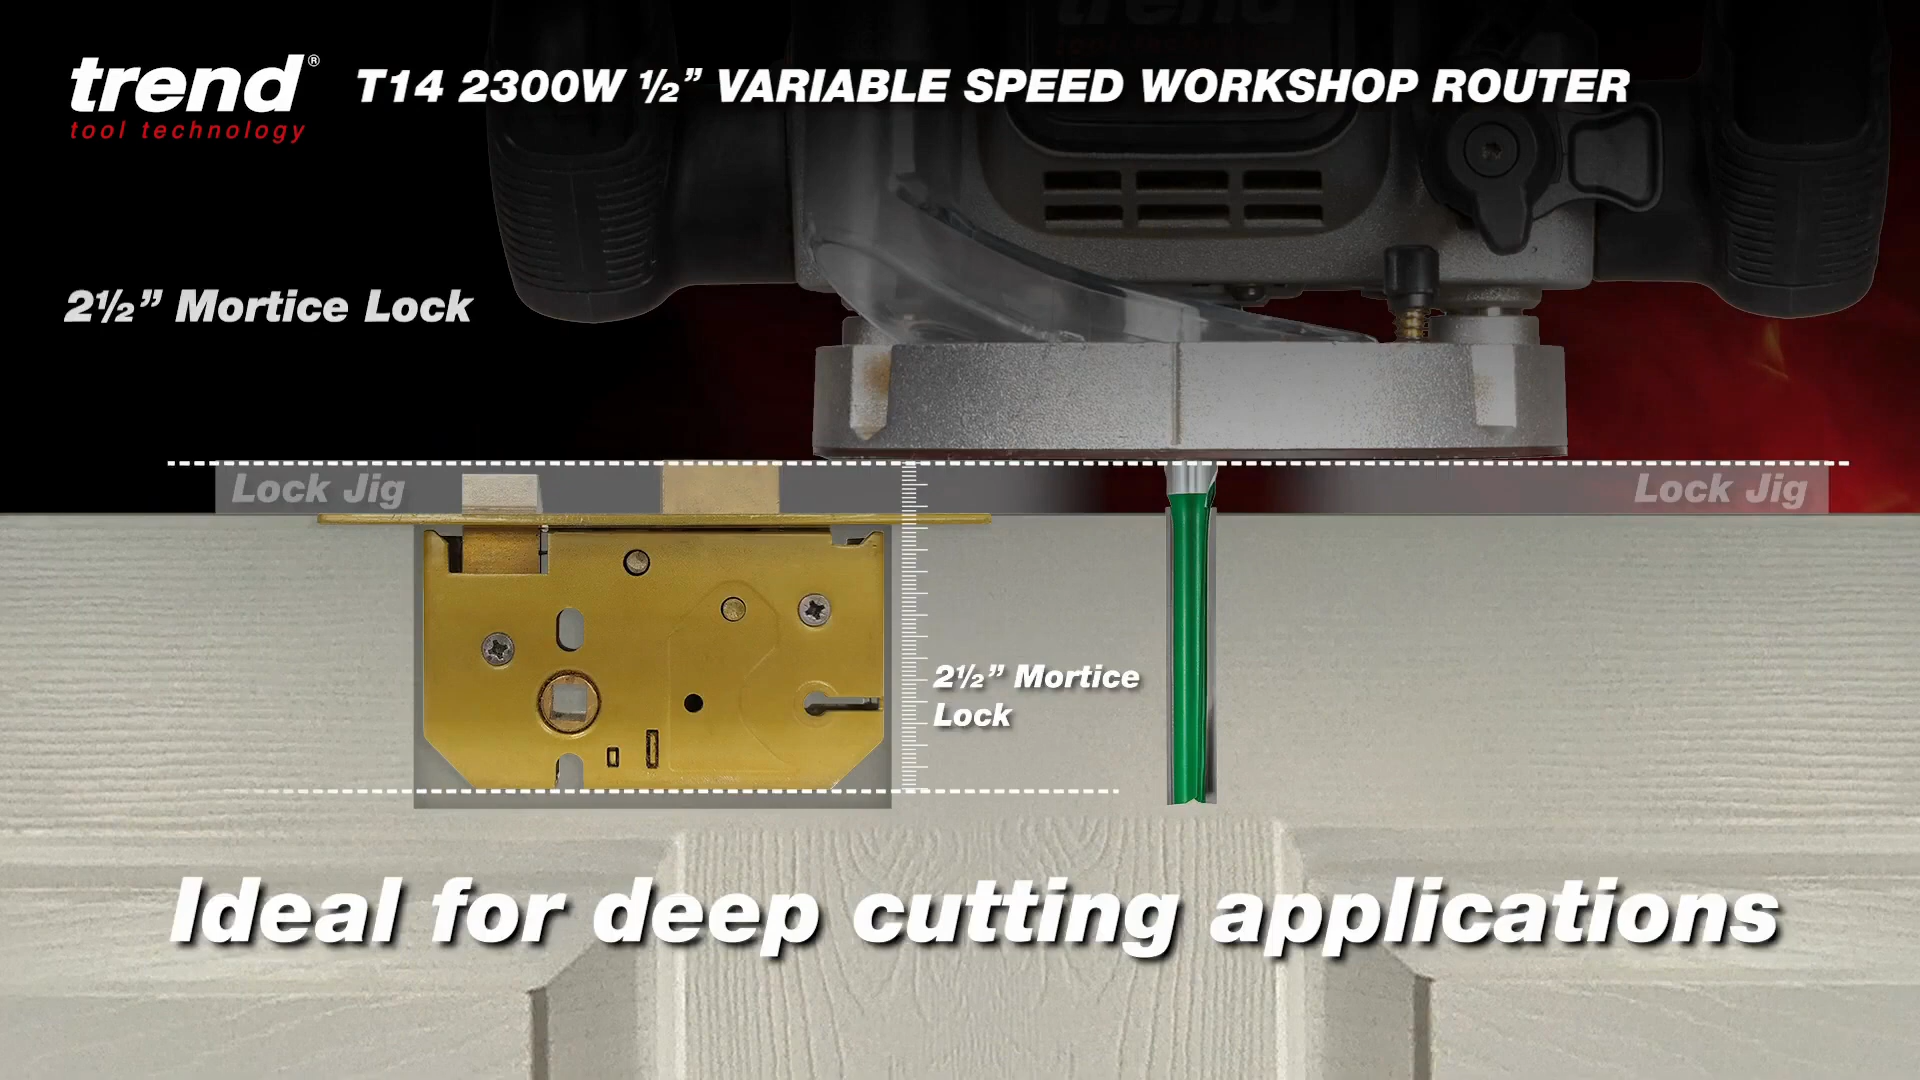 trend®
tool technology
T14 2300W ½” VARIABLE SPEED WORKSHOP ROUTER
2½” Mortice Lock
Lock Jig
Lock Jig
2½” Mortice
Lock
Ideal for deep cutting applications